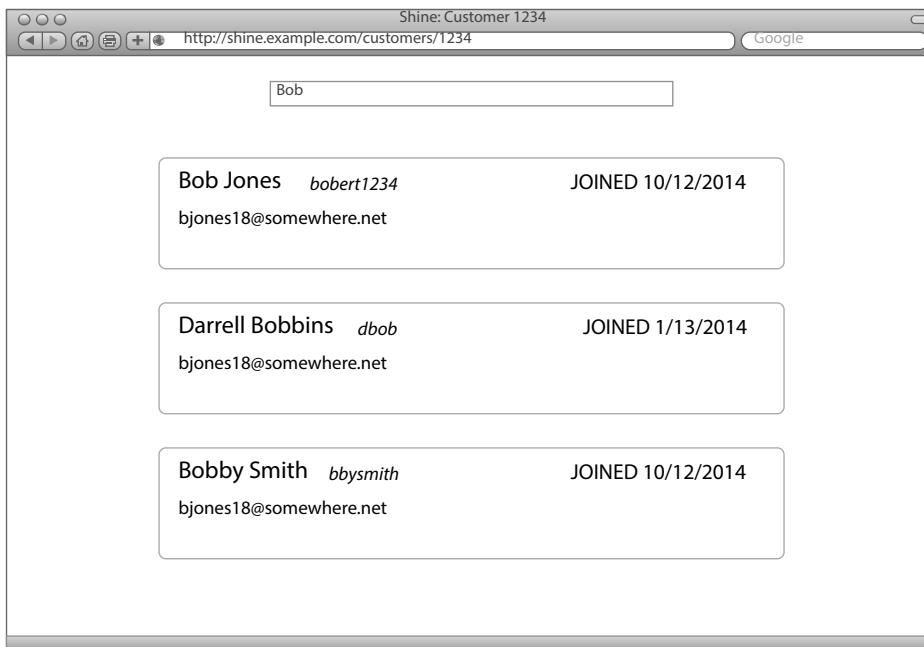 Shine: Customer 1234
http://shine.example.com/customers/1234 Google
Bob
Bob Jones bobert1234 JOINED 10/12/2014
bjones18@somewhere.net
Darrell Bobbins dbob JOINED 1/13/2014
bjones18@somewhere.net
Bobby Smith bbysmith JOINED 10/12/2014
bjones18@somewhere.net